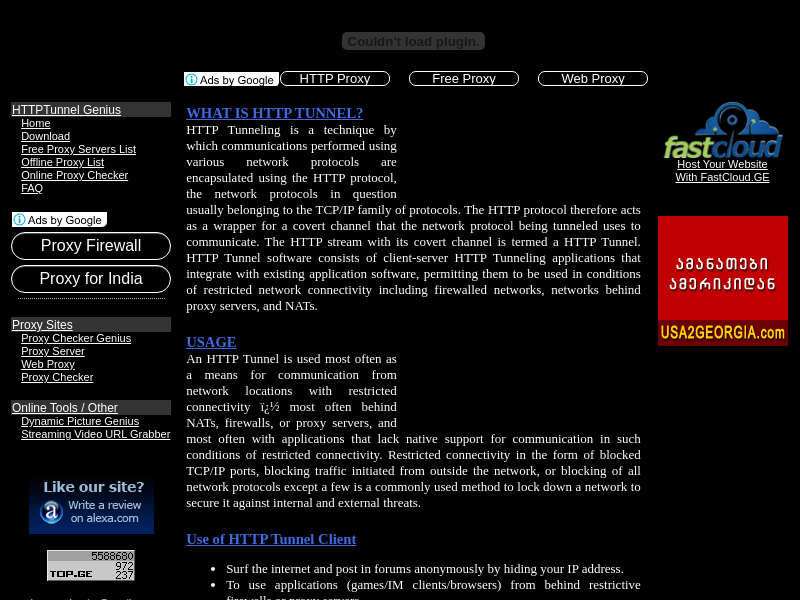 Couldn't load plugin.
Ads by Google
HTTP Proxy
Free Proxy
Web Proxy
HTTPTunnel Genius
Home
Download
Free Proxy Servers List
Offline Proxy List
Online Proxy Checker
FAQ
Ads by Google
Proxy Firewall
Proxy for India
Proxy Sites
Proxy Checker Genius
Proxy Server
Web Proxy
Proxy Checker
Online Tools / Other
Dynamic Picture Genius
Streaming Video URL Grabber
Like our site?
Write a review
on alexa.com
5588680
972
TOP.GE 237
WHAT IS HTTP TUNNEL?
HTTP Tunneling is a technique by
which communications performed using
various network protocols are
encapsulated using the HTTP protocol,
the network protocols in question
usually belonging to the TCP/IP family of protocols. The HTTP protocol therefore acts
as a wrapper for a covert channel that the network protocol being tunneled uses to
communicate. The HTTP stream with its covert channel is termed a HTTP Tunnel.
HTTP Tunnel software consists of client-server HTTP Tunneling applications that
integrate with existing application software, permitting them to be used in conditions
of restricted network connectivity including firewalled networks, networks behind
proxy servers, and NATs.
USAGE
An HTTP Tunnel is used most often as
a means for communication from
network locations with restricted
connectivity ï¿½ most often behind
NATs, firewalls, or proxy servers, and
most often with applications that lack native support for communication in such
conditions of restricted connectivity. Restricted connectivity in the form of blocked
TCP/IP ports, blocking traffic initiated from outside the network, or blocking of all
network protocols except a few is a commonly used method to lock down a network to
secure it against internal and external threats.
Use of HTTP Tunnel Client
Surf the internet and post in forums anonymously by hiding your IP address.
To use applications (games/IM clients/browsers) from behind restrictive
firewalls or proxy servers.
fastcloud
Host Your Website
With FastCloud.GE
ამანათები
ამერიკიდან
USA2GEORGIA.com